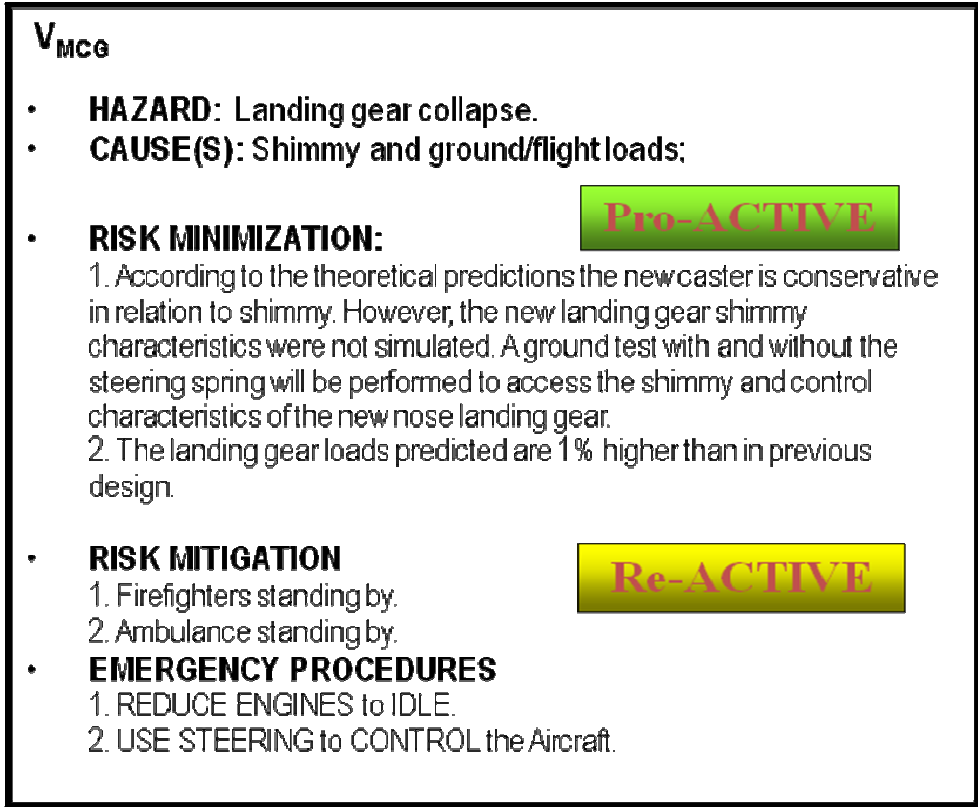 VMCG
• HAZARD: Landing gear collapse.
• CAUSE(S): Shimmy and ground/flight loads;
Pro-ACTIVE
• RISK MINIMIZATION:
1. According to the theoretical predictions the new caster is conservative
in relation to shimmy. However, the new landing gear shimmy
characteristics were not simulated. A ground test with and without the
steering spring will be performed to access the shimmy and control
characteristics of the new nose landing gear.
2. The landing gear loads predicted are 1% higher than in previous
design.
• RISK MITIGATION
Re-ACTIVE
1. Firefighters standing by.
2. Ambulance standing by.
• EMERGENCY PROCEDURES
1. REDUCE ENGINES to IDLE.
2. USE STEERING to CONTROL the Aircraft.